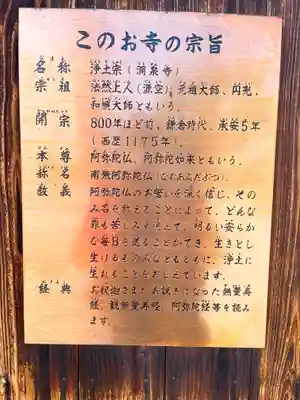 このお寺の宗旨
名称 浄土宗(洞泉寺)
宗祖 法然上人(源空)、元祖大師、円光、
和順大師ともいう。
開宗 800年ほど前、鎌倉時代、承安5年
(西暦1175年)。
本尊 阿弥陀仏、阿弥陀如来ともいう。
称名 南無阿弥陀仏(なむあみだぶつ)。
教義 阿弥陀仏のお誓いを深く信じ、その
み名を称えることによって、どんな
罪も苦しみも消えて、明るい安らか
な毎日を送ることができ、生きとし
生けるもの人などともに、浄土に
生れることをおしえています。
経典 お釈迦さまがお説きになった無量寿
経、観無量寿経、阿弥陀経等を読み
ます。